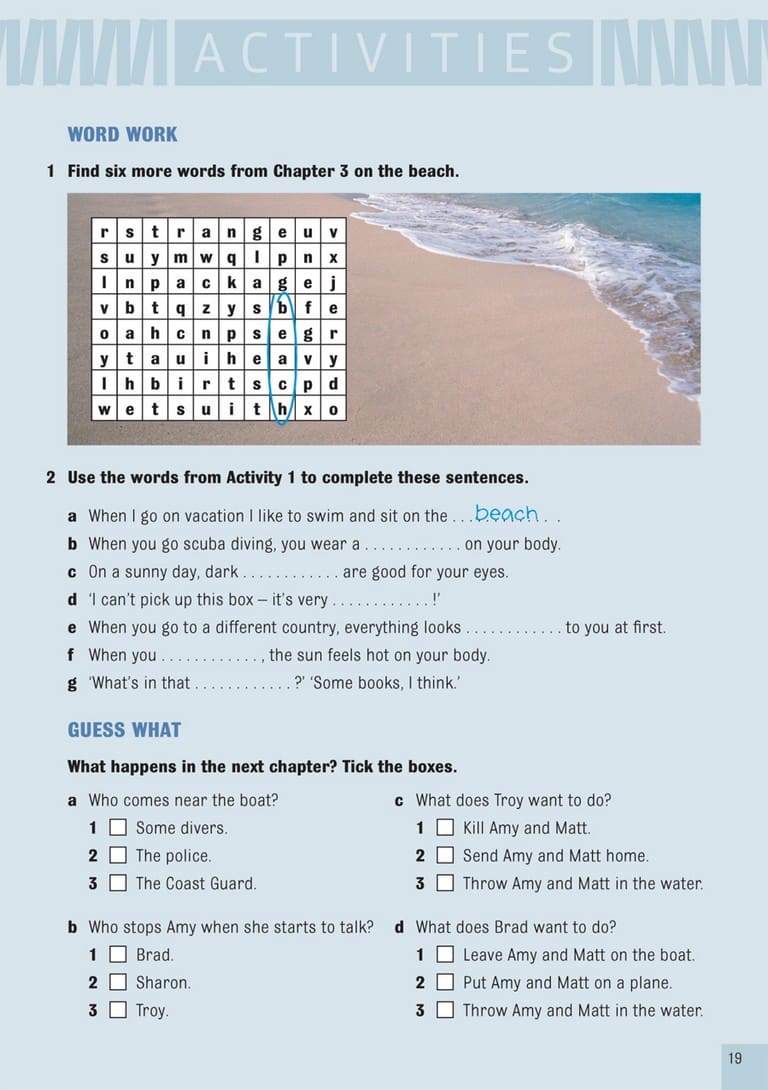 ACTIVITIES
WORD WORK
1 Find six more words from Chapter 3 on the beach.
r s t r a n g e u v
s u y m w q l p n x
l n p a c k a g e j
v b t q z y s b f e
o a h c n p s e g r
y t a u i h e a v y
l h b i r t s c p d
w e t s u i t h x o
2 Use the words from Activity 1 to complete these sentences.
a When I go on vacation I like to swim and sit on the . . . beach . .
b When you go scuba diving, you wear a . . . . . . . . . . . . on your body.
c On a sunny day, dark . . . . . . . . . . . . are good for your eyes.
d ‘I can’t pick up this box – it’s very . . . . . . . . . . . . !’
e When you go to a different country, everything looks . . . . . . . . . . . . to you at first.
f When you . . . . . . . . . . . . , the sun feels hot on your body.
g ‘What’s in that . . . . . . . . . . . . ?’ ‘Some books, I think.’
GUESS WHAT
What happens in the next chapter? Tick the boxes.
a Who comes near the boat?
1 Some divers.
2 The police.
3 The Coast Guard.
b Who stops Amy when she starts to talk?
1 Brad.
2 Sharon.
3 Troy.
c What does Troy want to do?
1 Kill Amy and Matt.
2 Send Amy and Matt home.
3 Throw Amy and Matt in the water.
d What does Brad want to do?
1 Leave Amy and Matt on the boat.
2 Put Amy and Matt on a plane.
3 Throw Amy and Matt in the water.
19